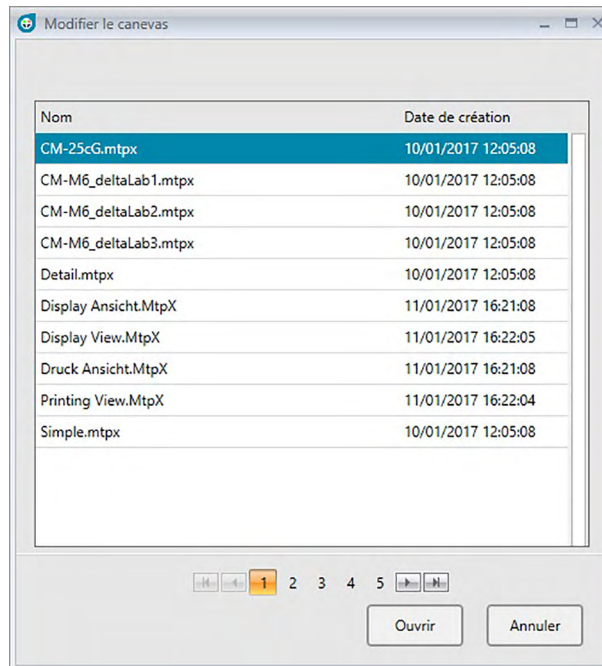 Modifier le canevas
Nom Date de création
CM-25cG.mtpx 10/01/2017 12:05:08
CM-M6_deltaLab1.mtpx 10/01/2017 12:05:08
CM-M6_deltaLab2.mtpx 10/01/2017 12:05:08
CM-M6_deltaLab3.mtpx 10/01/2017 12:05:08
Detail.mtpx 10/01/2017 12:05:08
Display Ansicht.MtpX 11/01/2017 16:21:08
Display View.MtpX 11/01/2017 16:22:05
Druck Ansicht.MtpX 11/01/2017 16:21:08
Printing View.MtpX 11/01/2017 16:22:04
Simple.mtpx 10/01/2017 12:05:08
1 2 3 4 5
Ouvrir Annuler